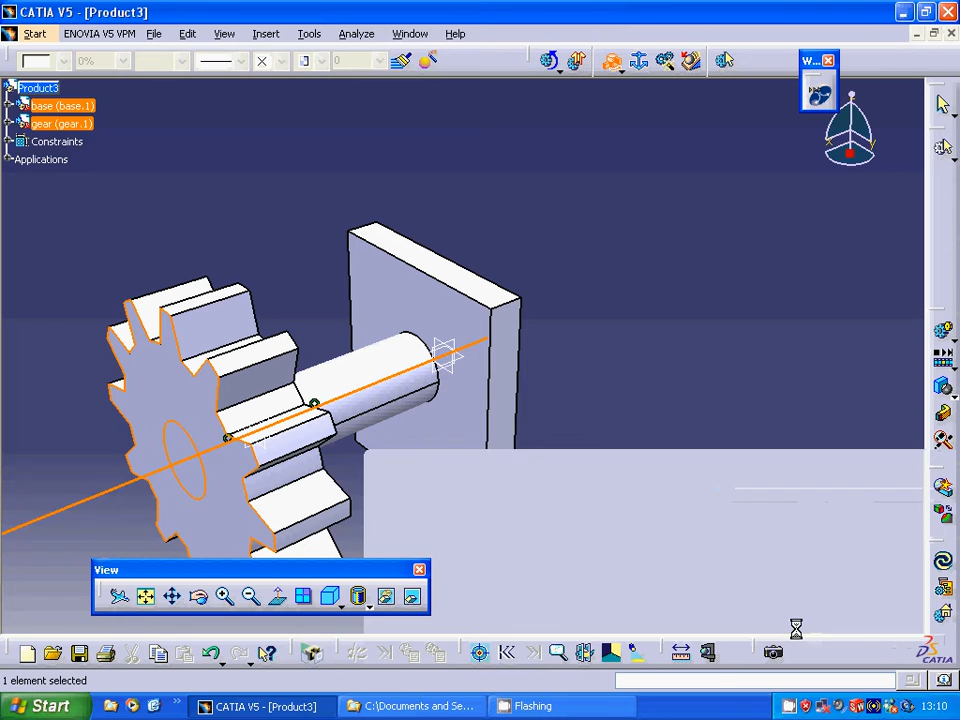 CATIA V5 - [Product3]
Start ENOVIA V5 VPM File Edit View Insert Tools Analyze Window Help
0% 0
W...
Product3
base (base.1)
gear (gear.1)
Constraints
Applications
View
CATIA
1 element selected
Start CATIA V5 - [Product3] C:\Documents and Se... Flashing 13:10